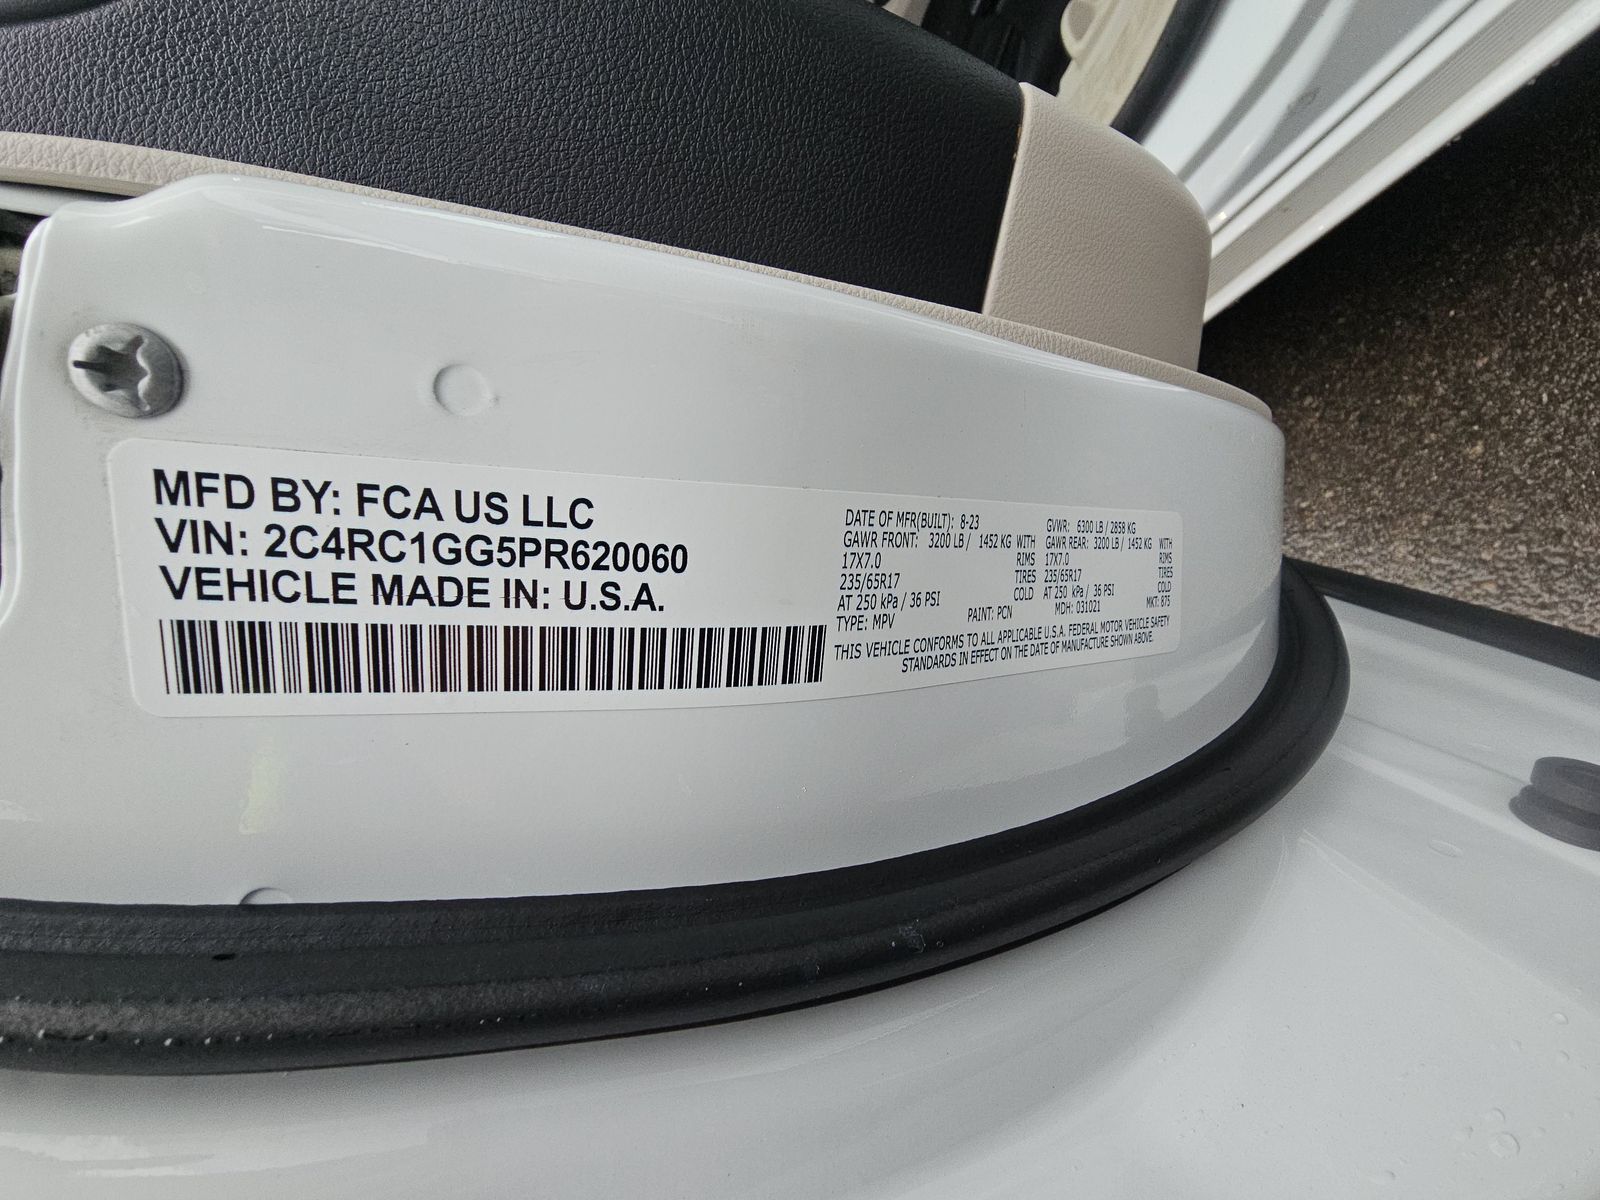 MFD BY: FCA US LLC
VIN: 2C4RC1GG5PR620060
VEHICLE MADE IN: U.S.A.
DATE OF MFR(BUILT): 8-23 GVWR: 6300 LB / 2858 KG
GAWR FRONT: 3200 LB / 1452 KG WITH GAWR REAR: 3200 LB / 1452 KG WITH
17X7.0 RIMS 17X7.0 RIMS
235/65R17 TIRES 235/65R17 TIRES
AT 250 kPa / 36 PSI COLD AT 250 kPa / 36 PSI COLD
TYPE: MPV PAINT: PCN MDH: 031021 MKT: 875
THIS VEHICLE CONFORMS TO ALL APPLICABLE U.S.A. FEDERAL MOTOR VEHICLE SAFETY
STANDARDS IN EFFECT ON THE DATE OF MANUFACTURE SHOWN ABOVE.